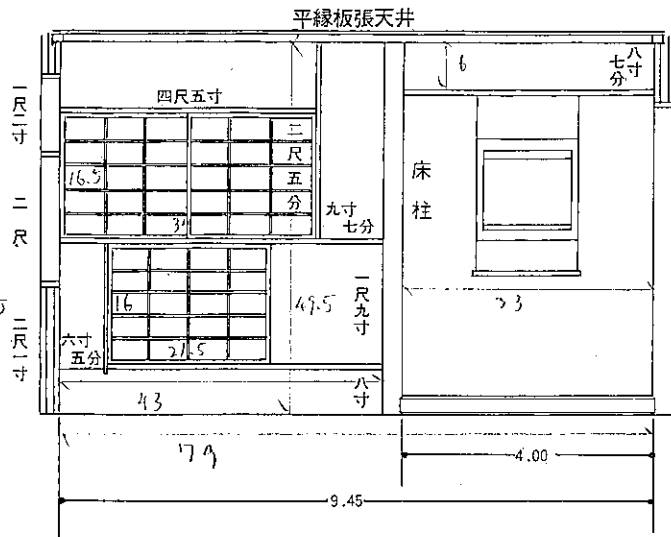 平縁板張天井
八寸
七分
6
四尺五寸
一尺二寸
二尺五分
16.5
床柱
九寸
七分
二尺
3
一尺九寸
49.5
16
33
二尺一寸
六寸
五分
21.5
八寸
43
79
4.00
9.45